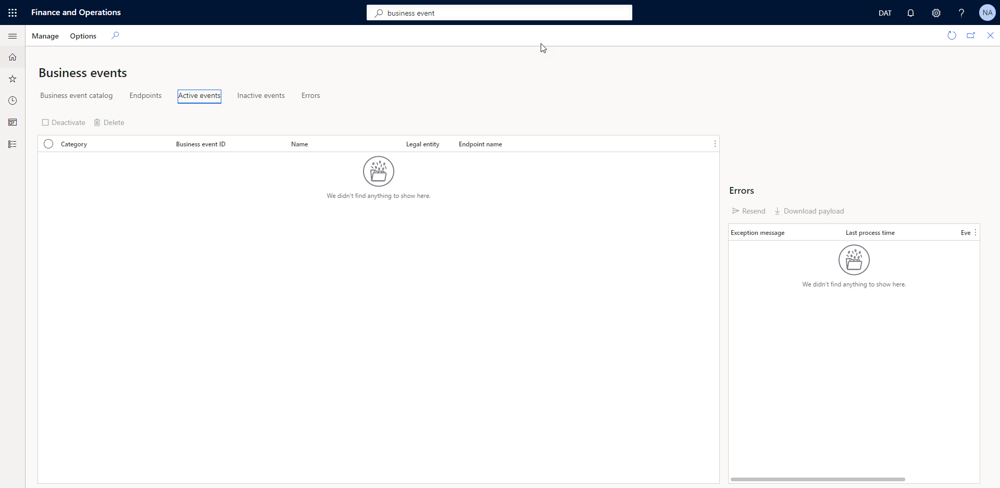 Finance and Operations
business event
DAT
NA
Manage
Options
Business events
Business event catalog
Endpoints
Active events
Inactive events
Errors
Deactivate
Delete
Category
Business event ID
Name
Legal entity
Endpoint name
We didn't find anything to show here.
Errors
Resend
Download payload
Exception message
Last process time
Eve
We didn't find anything to show here.